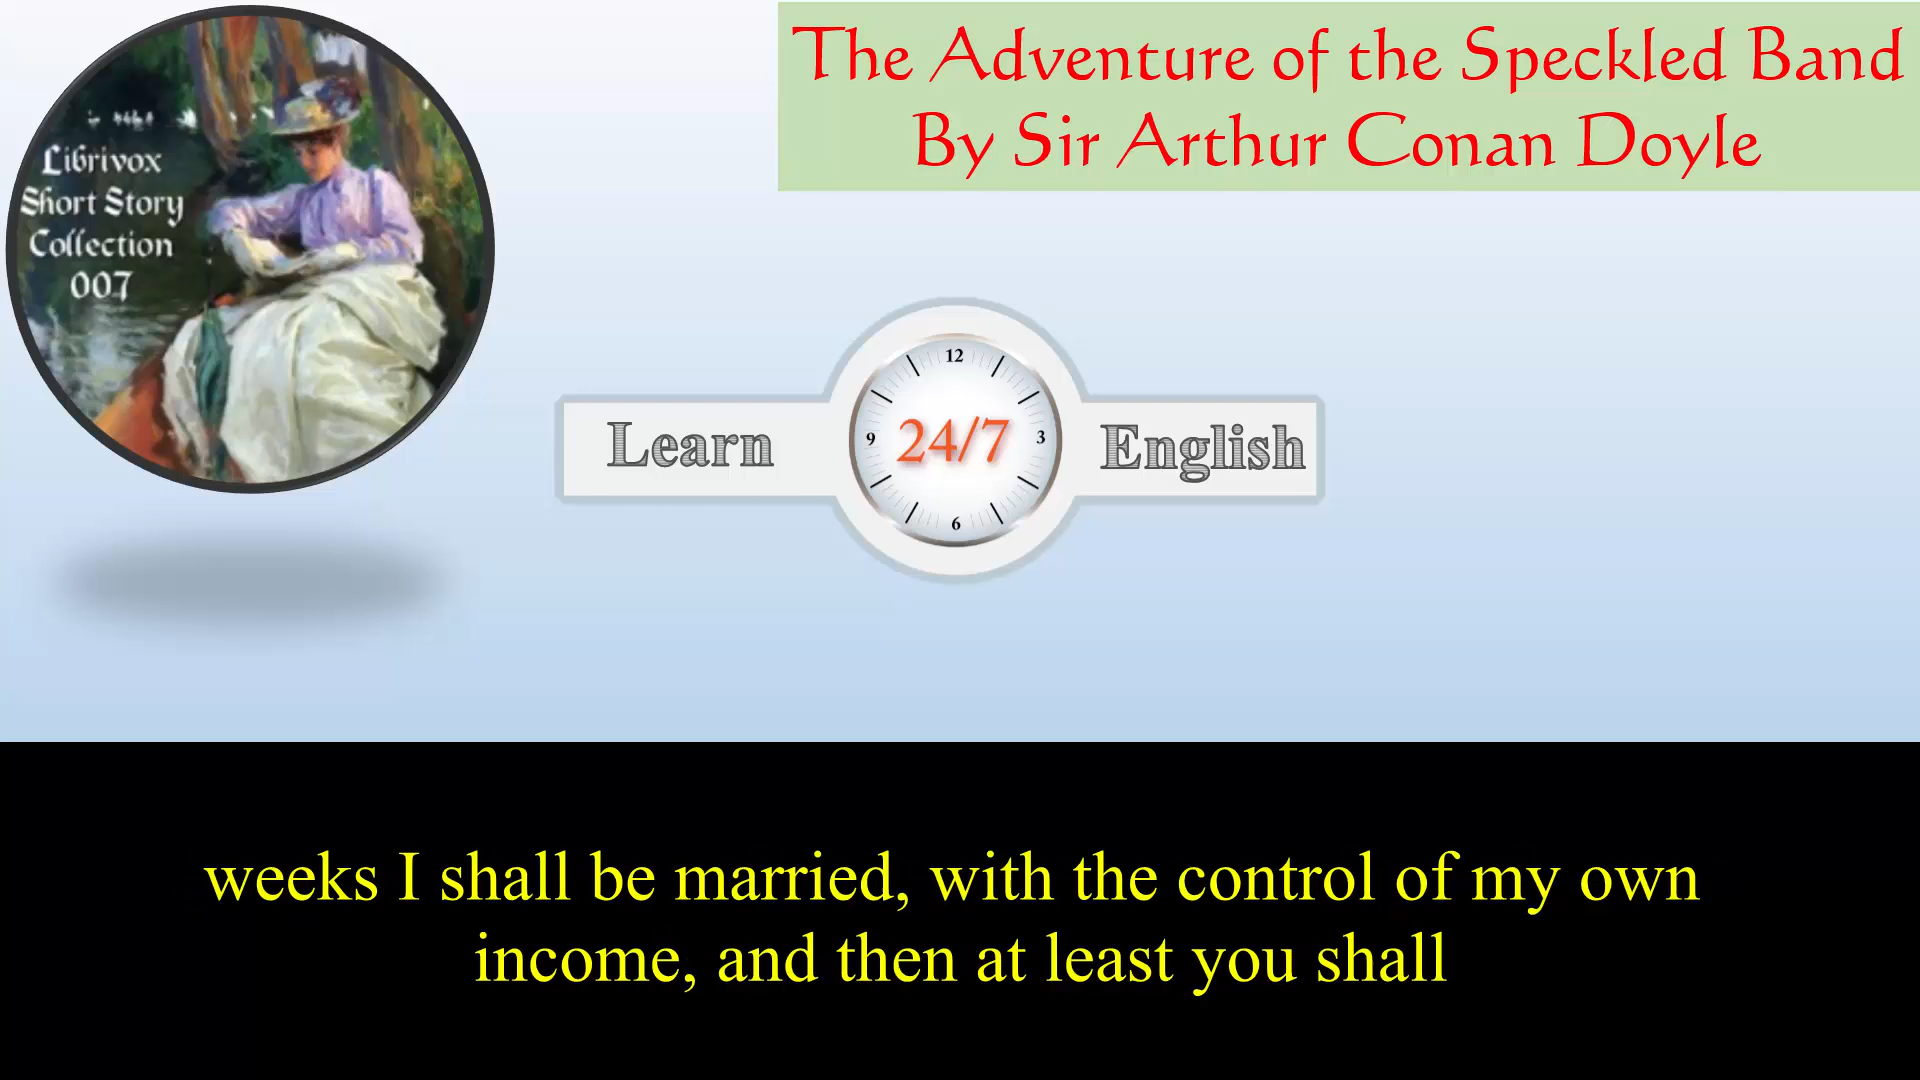 The Adventure of the Speckled Band
By Sir Arthur Conan Doyle
Librivox
Short Story
Collection
007
12
9
3
6
Learn
24/7
English
weeks I shall be married, with the control of my own
income, and then at least you shall